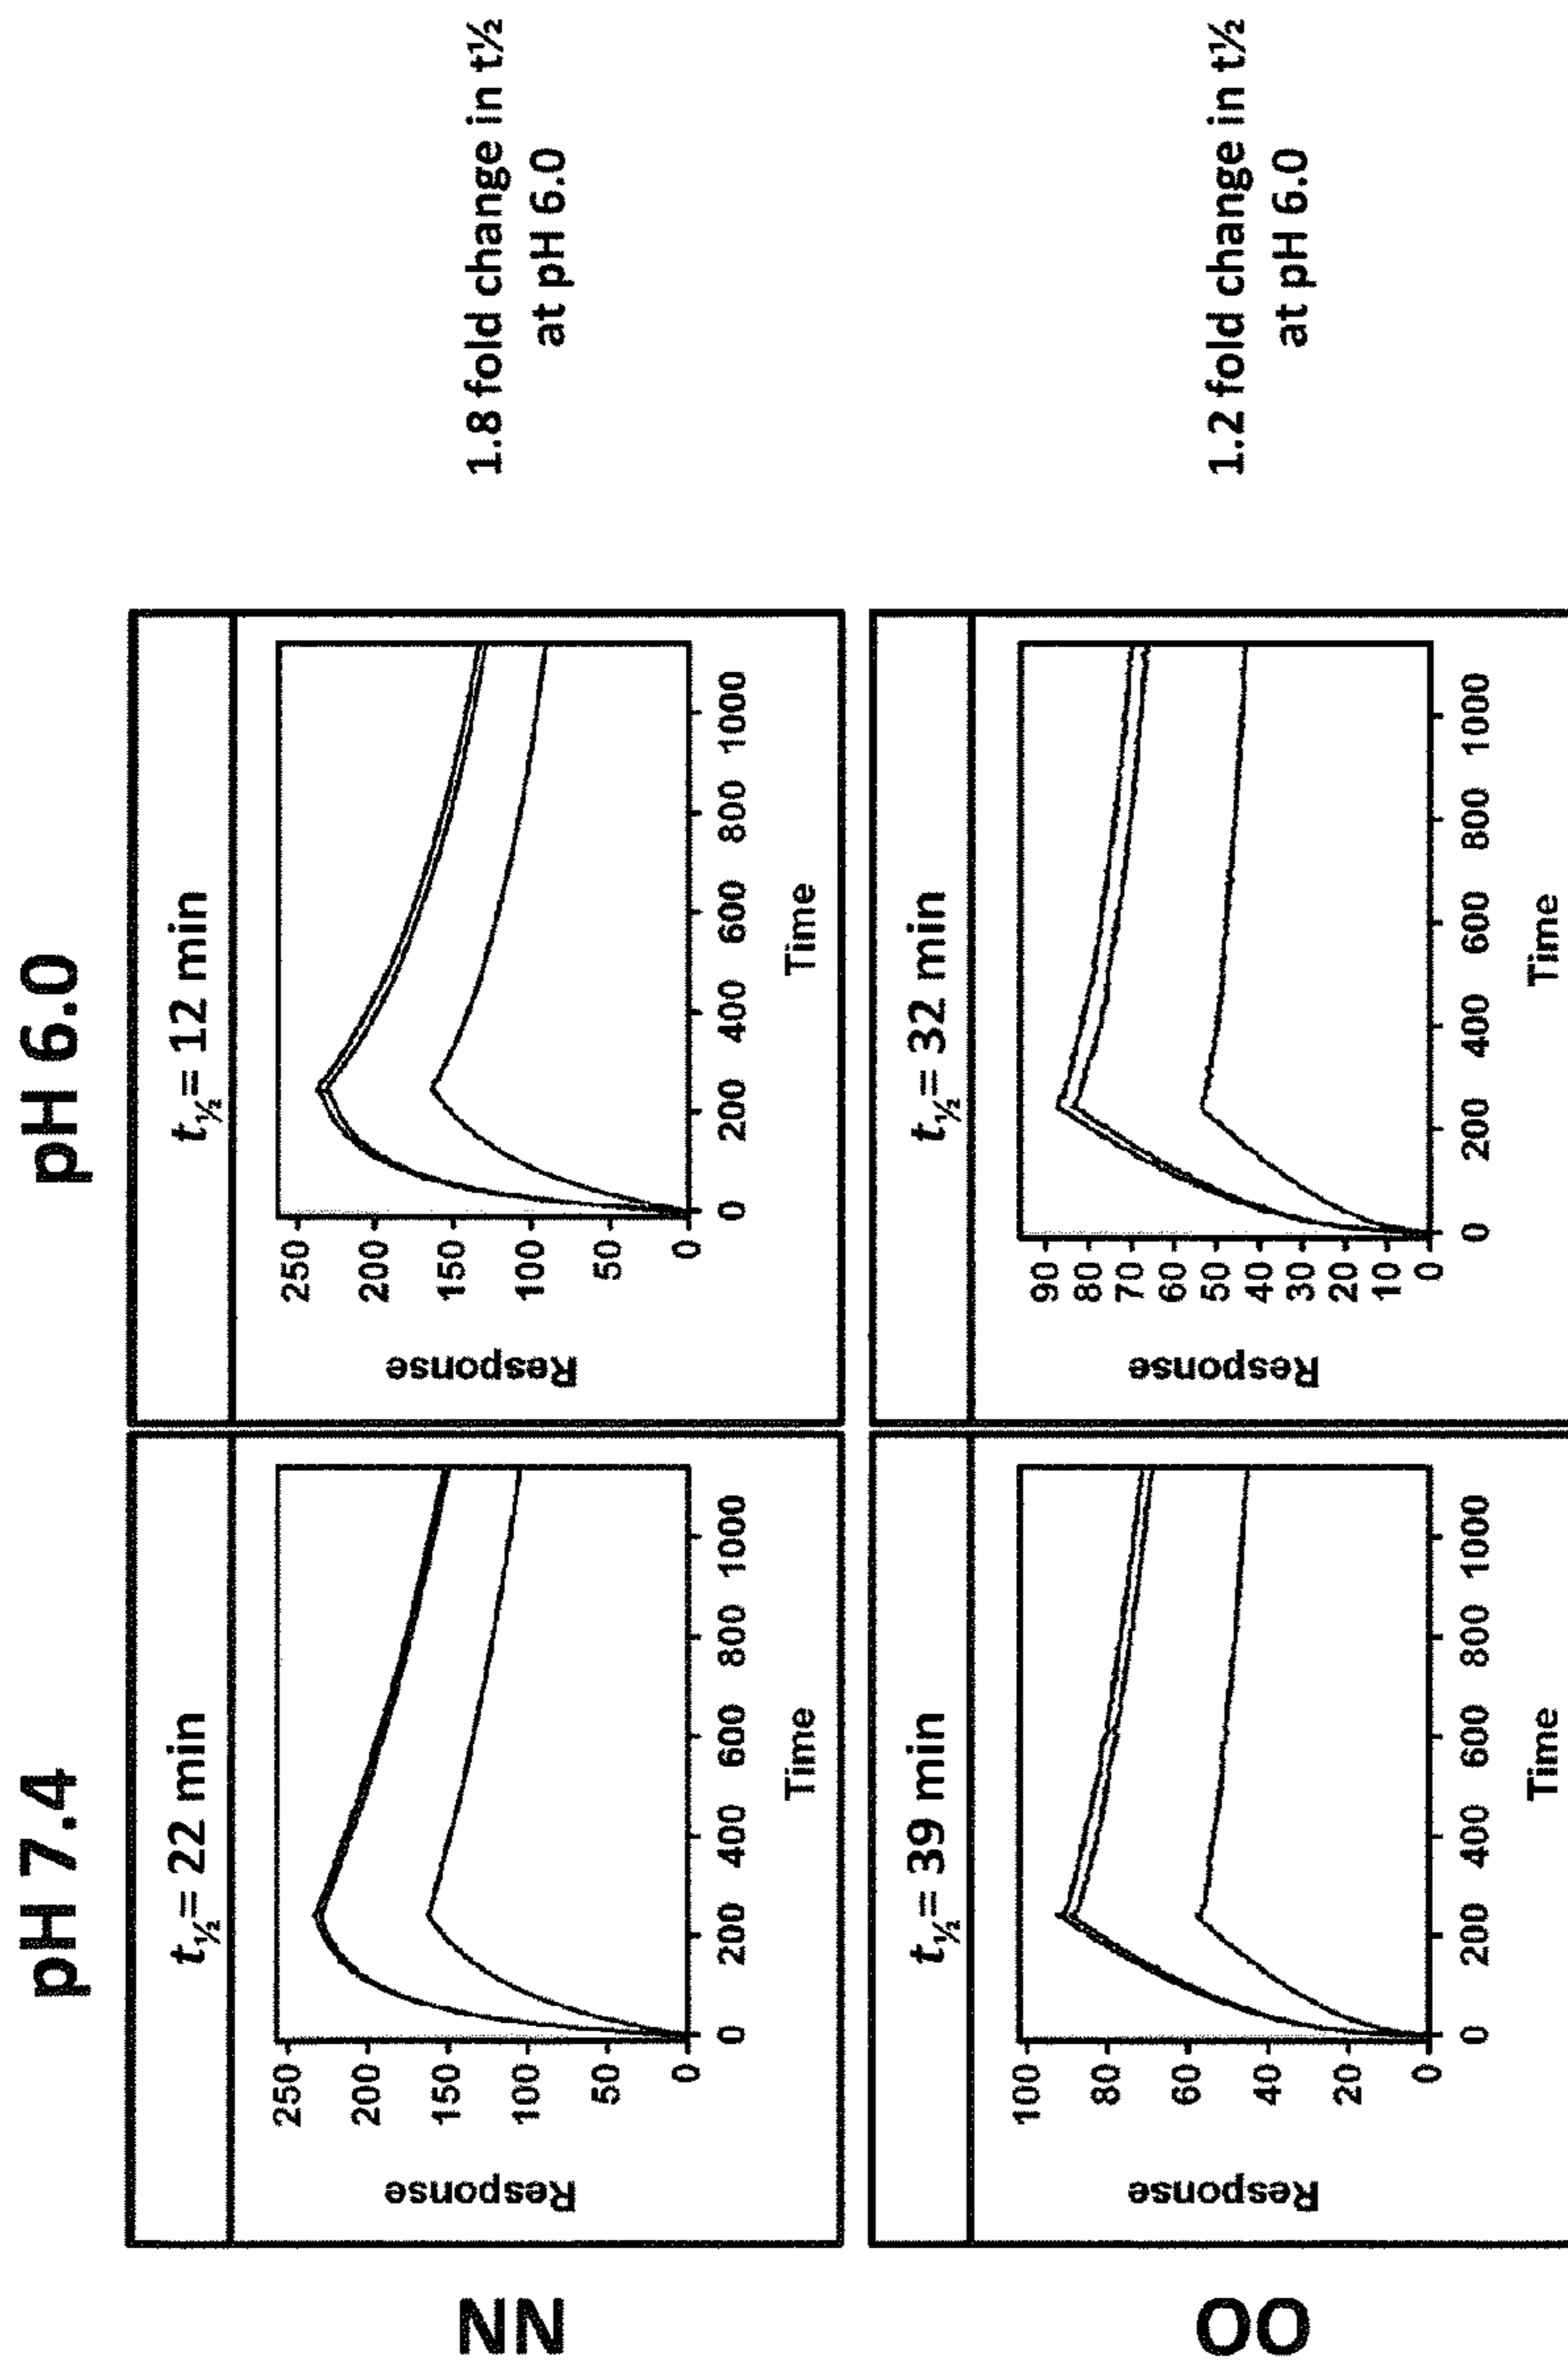 pH 7.4
pH 6.0
NN
t½= 22 min
250
200
150
100
50
0
Response
0 200 400 600 800 1000
Time
t½= 12 min
250
200
150
100
50
0
Response
0 200 400 600 800 1000
Time
1.8 fold change in t½
at pH 6.0
OO
t½= 39 min
100
80
60
40
20
0
Response
0 200 400 600 800 1000
Time
t½= 32 min
90
80
70
60
50
40
30
20
10
0
Response
0 200 400 600 800 1000
Time
1.2 fold change in t½
at pH 6.0